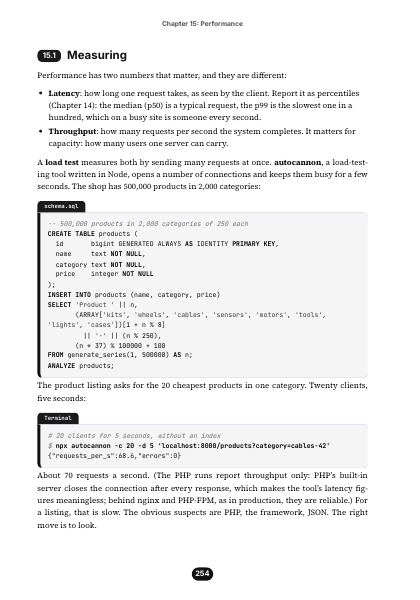 Chapter 15: Performance
15.1 Measuring
Performance has two numbers that matter, and they are different:
• Latency: how long one request takes, as seen by the client. Report it as percentiles
(Chapter 14): the median (p50) is a typical request, the p99 is the slowest one in a
hundred, which on a busy site is someone every second.
• Throughput: how many requests per second the system completes. It matters for
capacity: how many users one server can carry.
A load test measures both by sending many requests at once. autocannon, a load-test-
ing tool written in Node, opens a number of connections and keeps them busy for a few
seconds. The shop has 500,000 products in 2,000 categories:
schema.sql
-- 500,000 products in 2,000 categories of 250 each
CREATE TABLE products (
  id       bigint GENERATED ALWAYS AS IDENTITY PRIMARY KEY,
  name     text NOT NULL,
  category text NOT NULL,
  price    integer NOT NULL
);
INSERT INTO products (name, category, price)
SELECT 'Product ' || n,
       (ARRAY['kits', 'wheels', 'cables', 'sensors', 'motors', 'tools',
'lights', 'cases'])[1 + n % 8]
         || '-' || (n % 250),
       (n * 37) % 100000 + 100
FROM generate_series(1, 500000) AS n;
ANALYZE products;
The product listing asks for the 20 cheapest products in one category. Twenty clients,
five seconds:
Terminal
# 20 clients for 5 seconds, without an index
$ npx autocannon -c 20 -d 5 'localhost:8000/products?category=cables-42'
{"requests_per_s":68.6,"errors":0}
About 70 requests a second. (The PHP runs report throughput only: PHP's built-in
server closes the connection after every response, which makes the tool's latency fig-
ures meaningless; behind nginx and PHP-FPM, as in production, they are reliable.) For
a listing, that is slow. The obvious suspects are PHP, the framework, JSON. The right
move is to look.
254